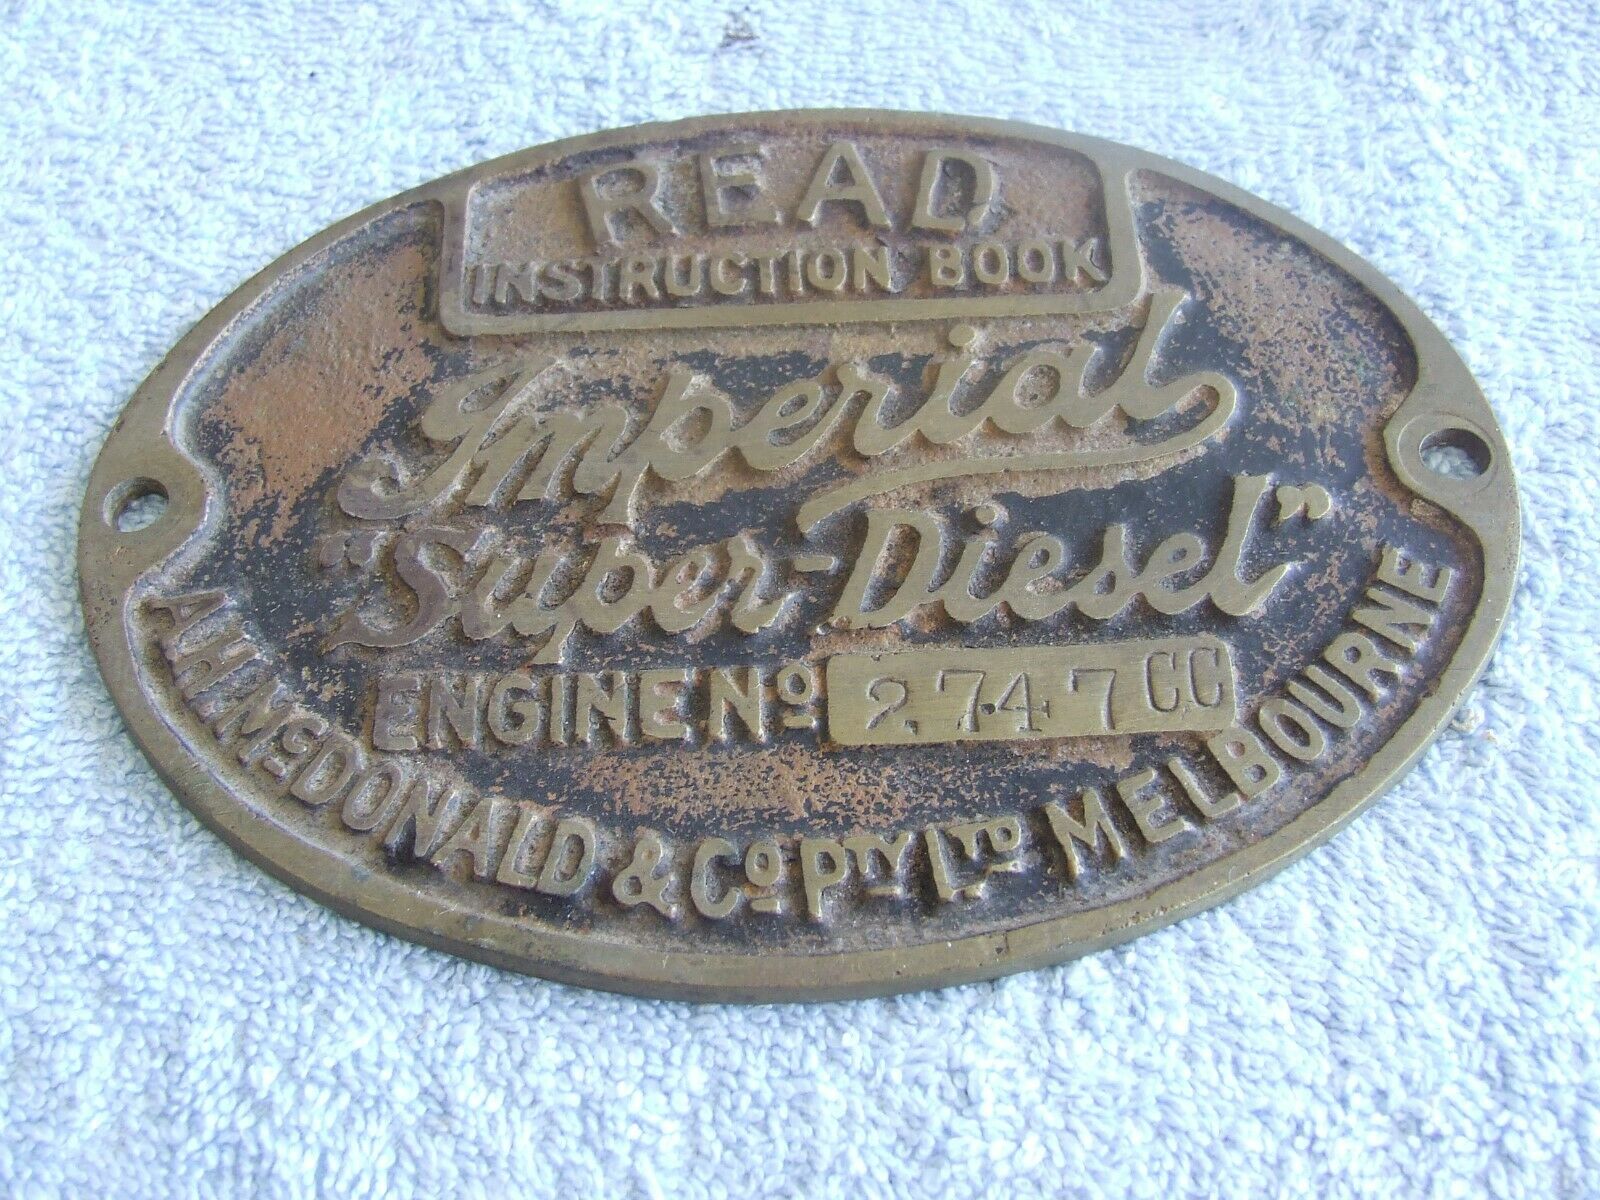 READ
INSTRUCTION BOOK
Imperial
"Super-Diesel"
ENGINE No 2747 CC
A.H. McDONALD & Co PTY LTD MELBOURNE